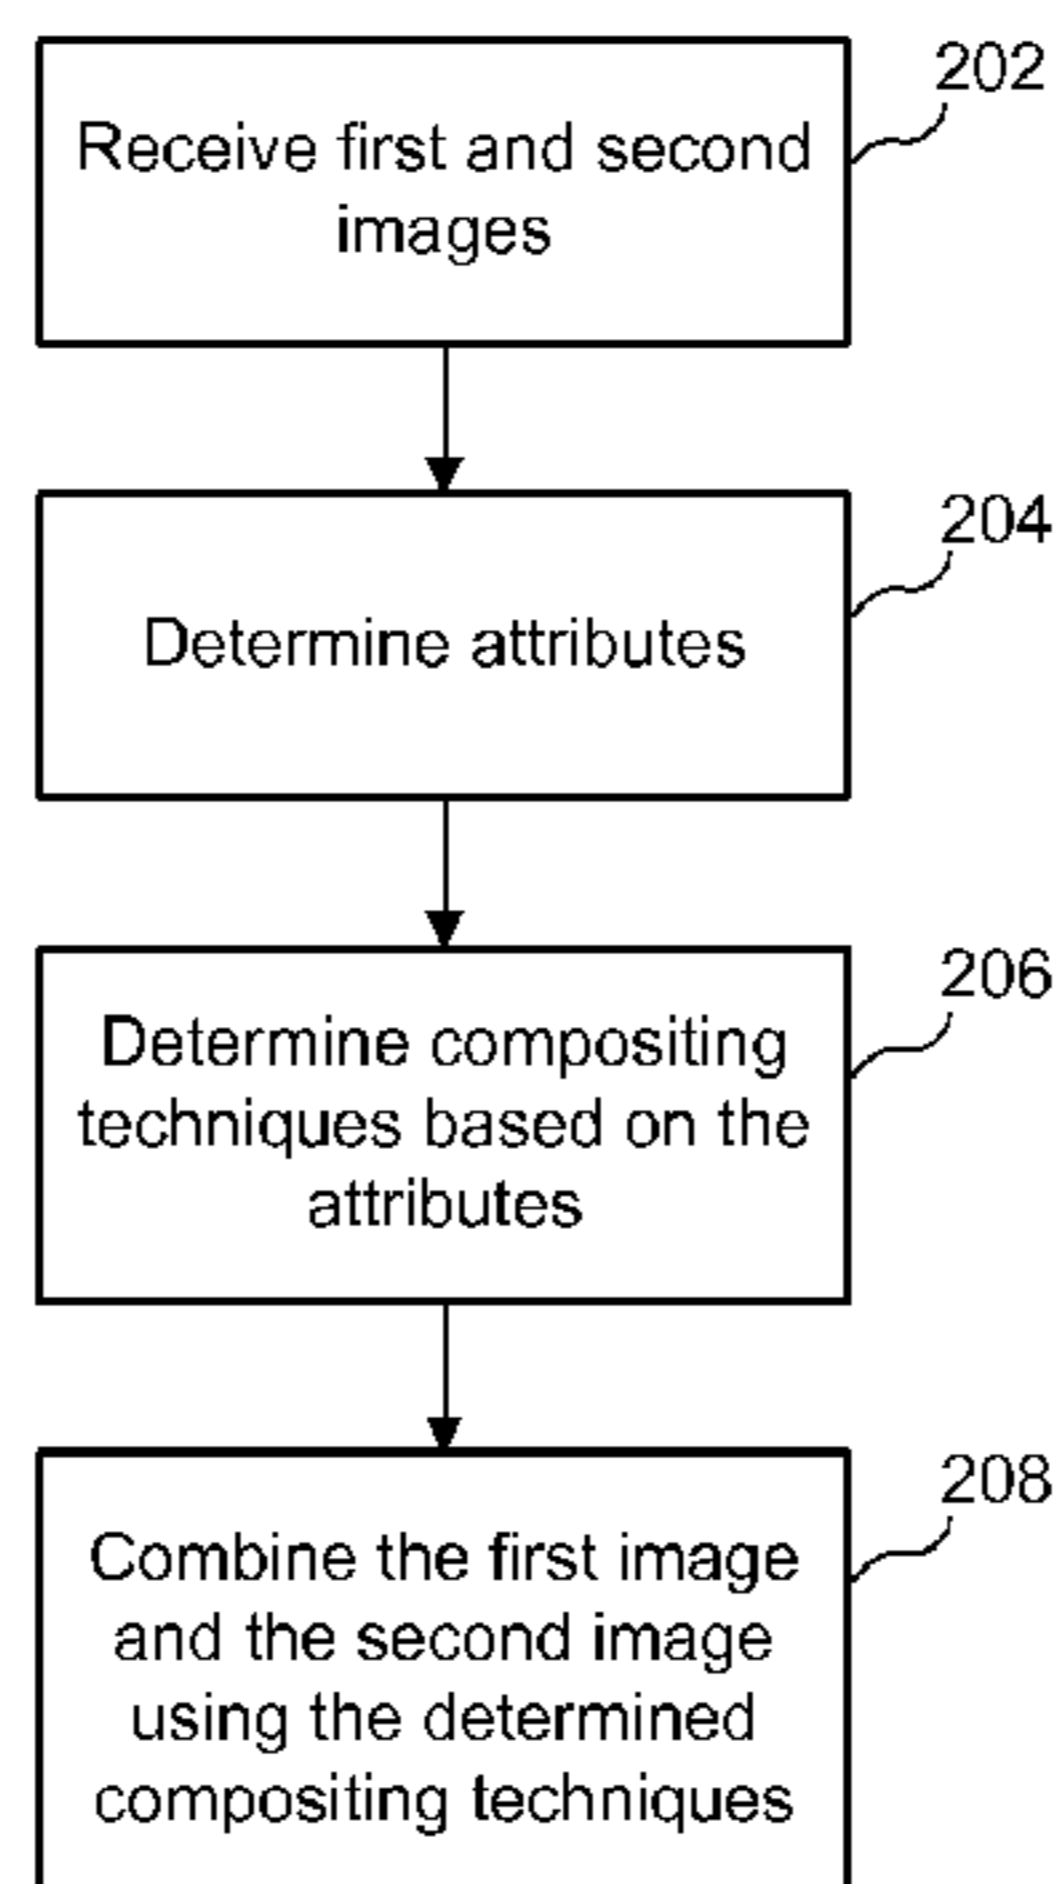 202
Receive first and second
images
204
Determine attributes
206
Determine compositing
techniques based on the
attributes
208
Combine the first image
and the second image
using the determined
compositing techniques